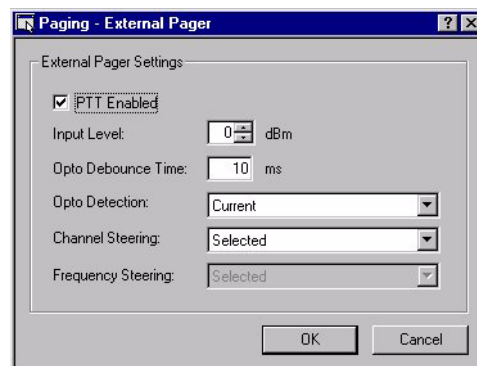 Paging - External Pager
External Pager Settings
PTT Enabled
Input Level: 0 dBm
Opto Debounce Time: 10 ms
Opto Detection: Current
Channel Steering: Selected
Frequency Steering: Selected
OK Cancel